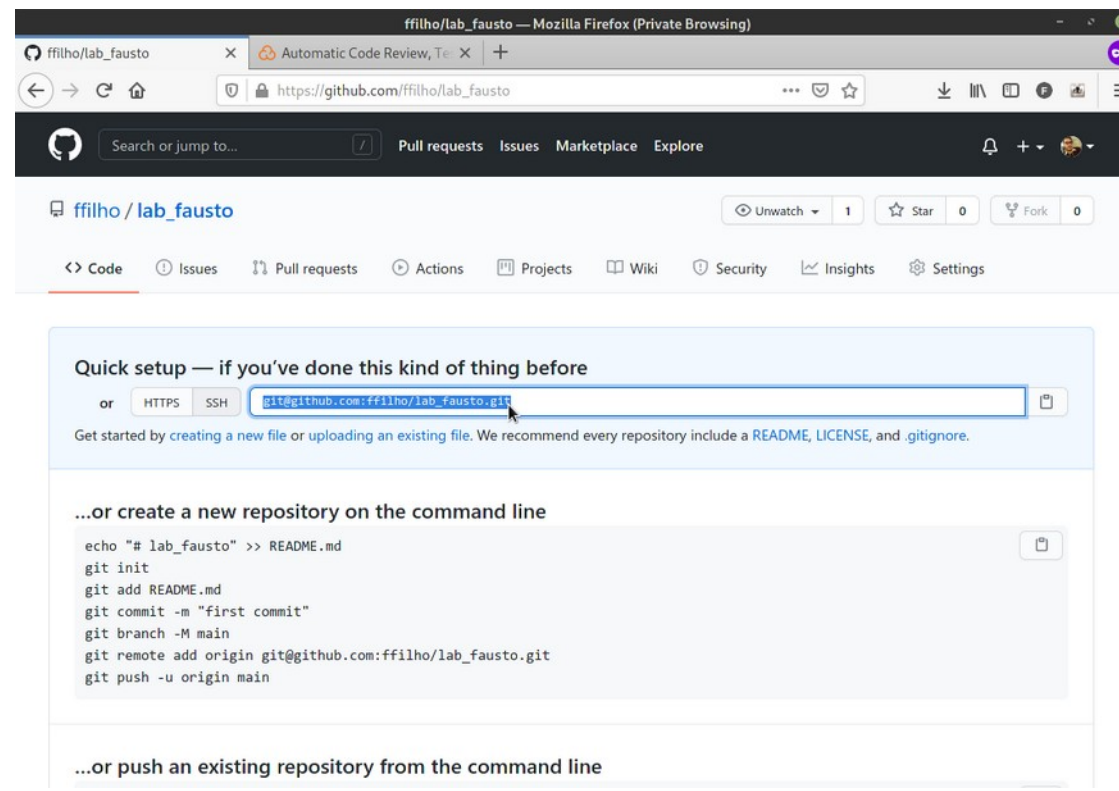 ffilho/lab_fausto — Mozilla Firefox (Private Browsing)
ffilho/lab_fausto
Automatic Code Review, Te
https://github.com/ffilho/lab_fausto
Search or jump to... /
Pull requests Issues Marketplace Explore
ffilho / lab_fausto
Unwatch 1 Star 0 Fork 0
<> Code Issues Pull requests Actions Projects Wiki Security Insights Settings
Quick setup — if you’ve done this kind of thing before
or HTTPS SSH git@github.com:ffilho/lab_fausto.git
Get started by creating a new file or uploading an existing file. We recommend every repository include a README, LICENSE, and .gitignore.
...or create a new repository on the command line
echo "# lab_fausto" >> README.md
git init
git add README.md
git commit -m "first commit"
git branch -M main
git remote add origin git@github.com:ffilho/lab_fausto.git
git push -u origin main
...or push an existing repository from the command line